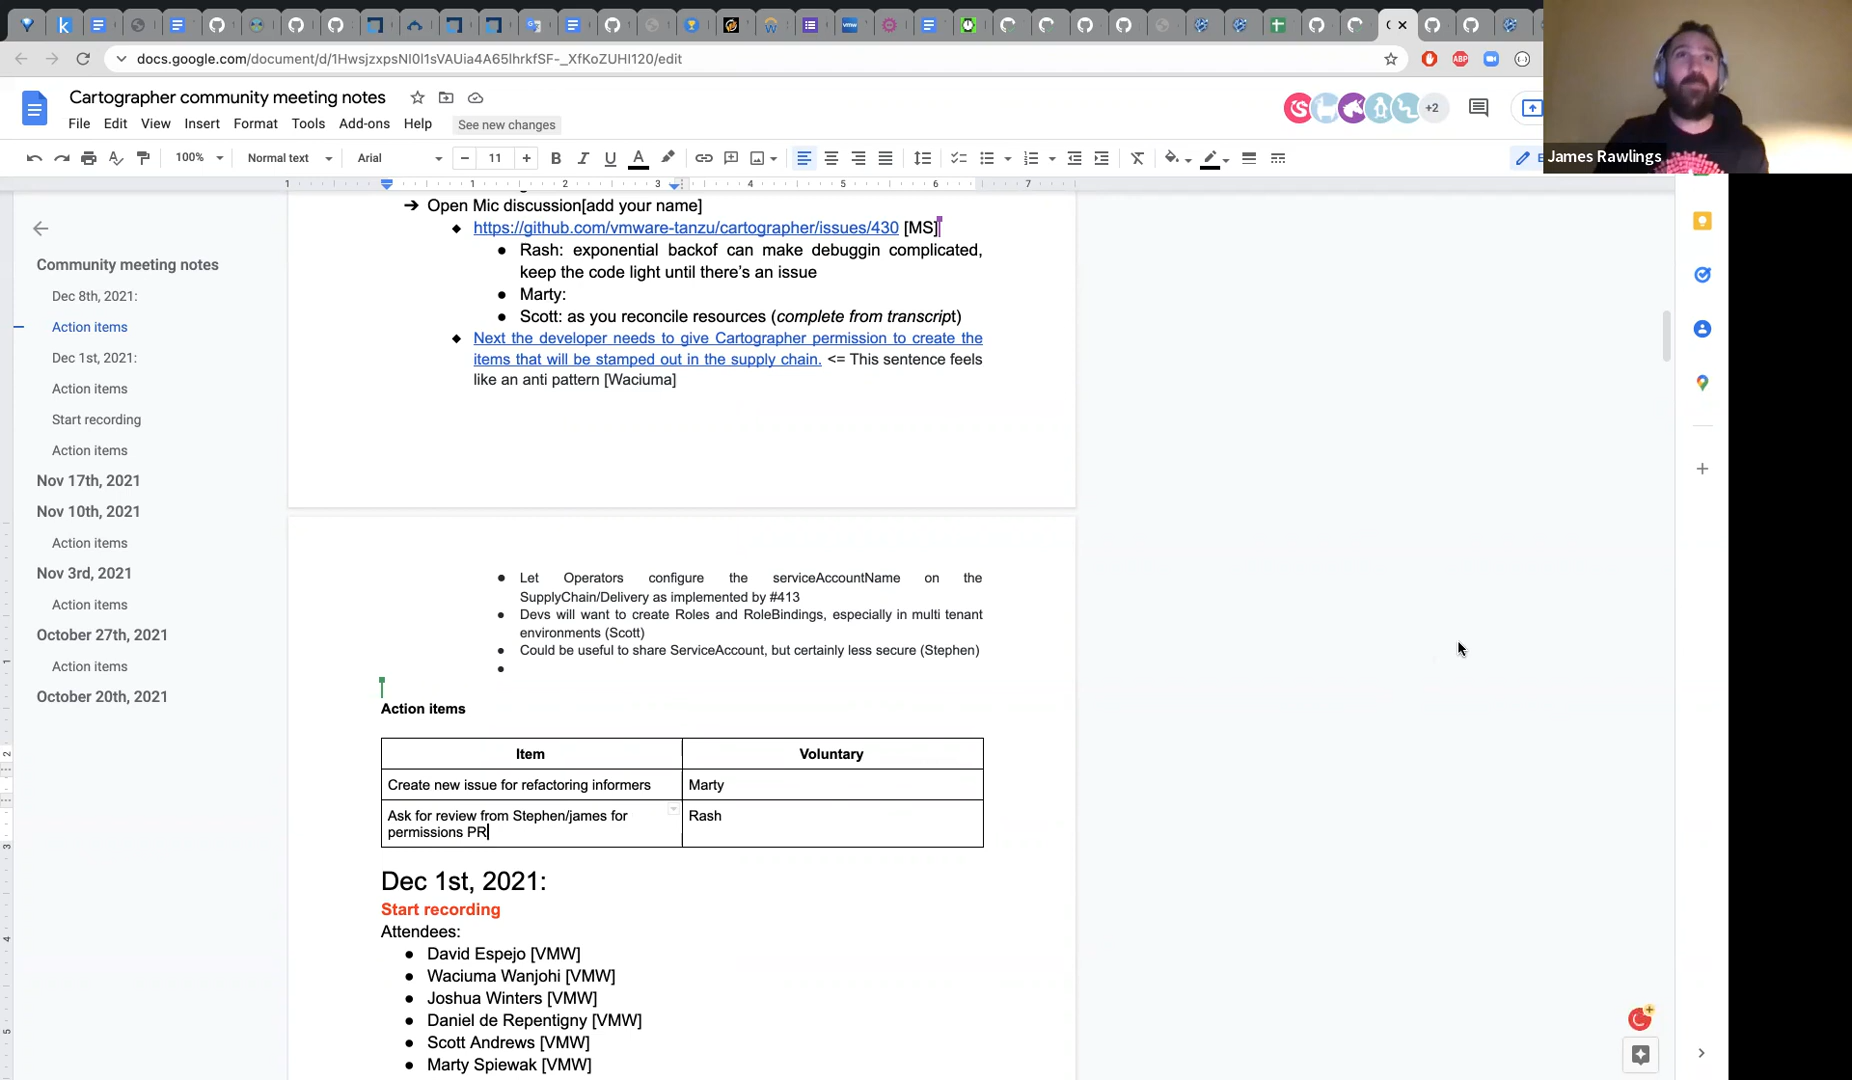 docs.google.com/document/d/1HwsjzxpsNI0l1sVAUia4A65lhrkfSF-_XfKoZUHI120/edit
Cartographer community meeting notes
+2
File Edit View Insert Format Tools Add-ons Help See new changes
100% Normal text Arial 11
James Rawlings
1 1 2 3 4 5 6 7
Open Mic discussion[add your name]
https://github.com/vmware-tanzu/cartographer/issues/430 [MS]
Rash: exponential backof can make debuggin complicated,
keep the code light until there's an issue
Marty:
Scott: as you reconcile resources (complete from transcript)
Next the developer needs to give Cartographer permission to create the
items that will be stamped out in the supply chain. <= This sentence feels
like an anti pattern [Waciuma]
Community meeting notes
Dec 8th, 2021:
Action items
Dec 1st, 2021:
Action items
Start recording
Action items
Nov 17th, 2021
Nov 10th, 2021
Action items
Nov 3rd, 2021
Action items
October 27th, 2021
Action items
October 20th, 2021
Let Operators configure the serviceAccountName on the
SupplyChain/Delivery as implemented by #413
Devs will want to create Roles and RoleBindings, especially in multi tenant
environments (Scott)
Could be useful to share ServiceAccount, but certainly less secure (Stephen)
Action items
Item Voluntary
Create new issue for refactoring informers Marty
Ask for review from Stephen/james for Rash
permissions PR
Dec 1st, 2021:
Start recording
Attendees:
David Espejo [VMW]
Waciuma Wanjohi [VMW]
Joshua Winters [VMW]
Daniel de Repentigny [VMW]
Scott Andrews [VMW]
Marty Spiewak [VMW]